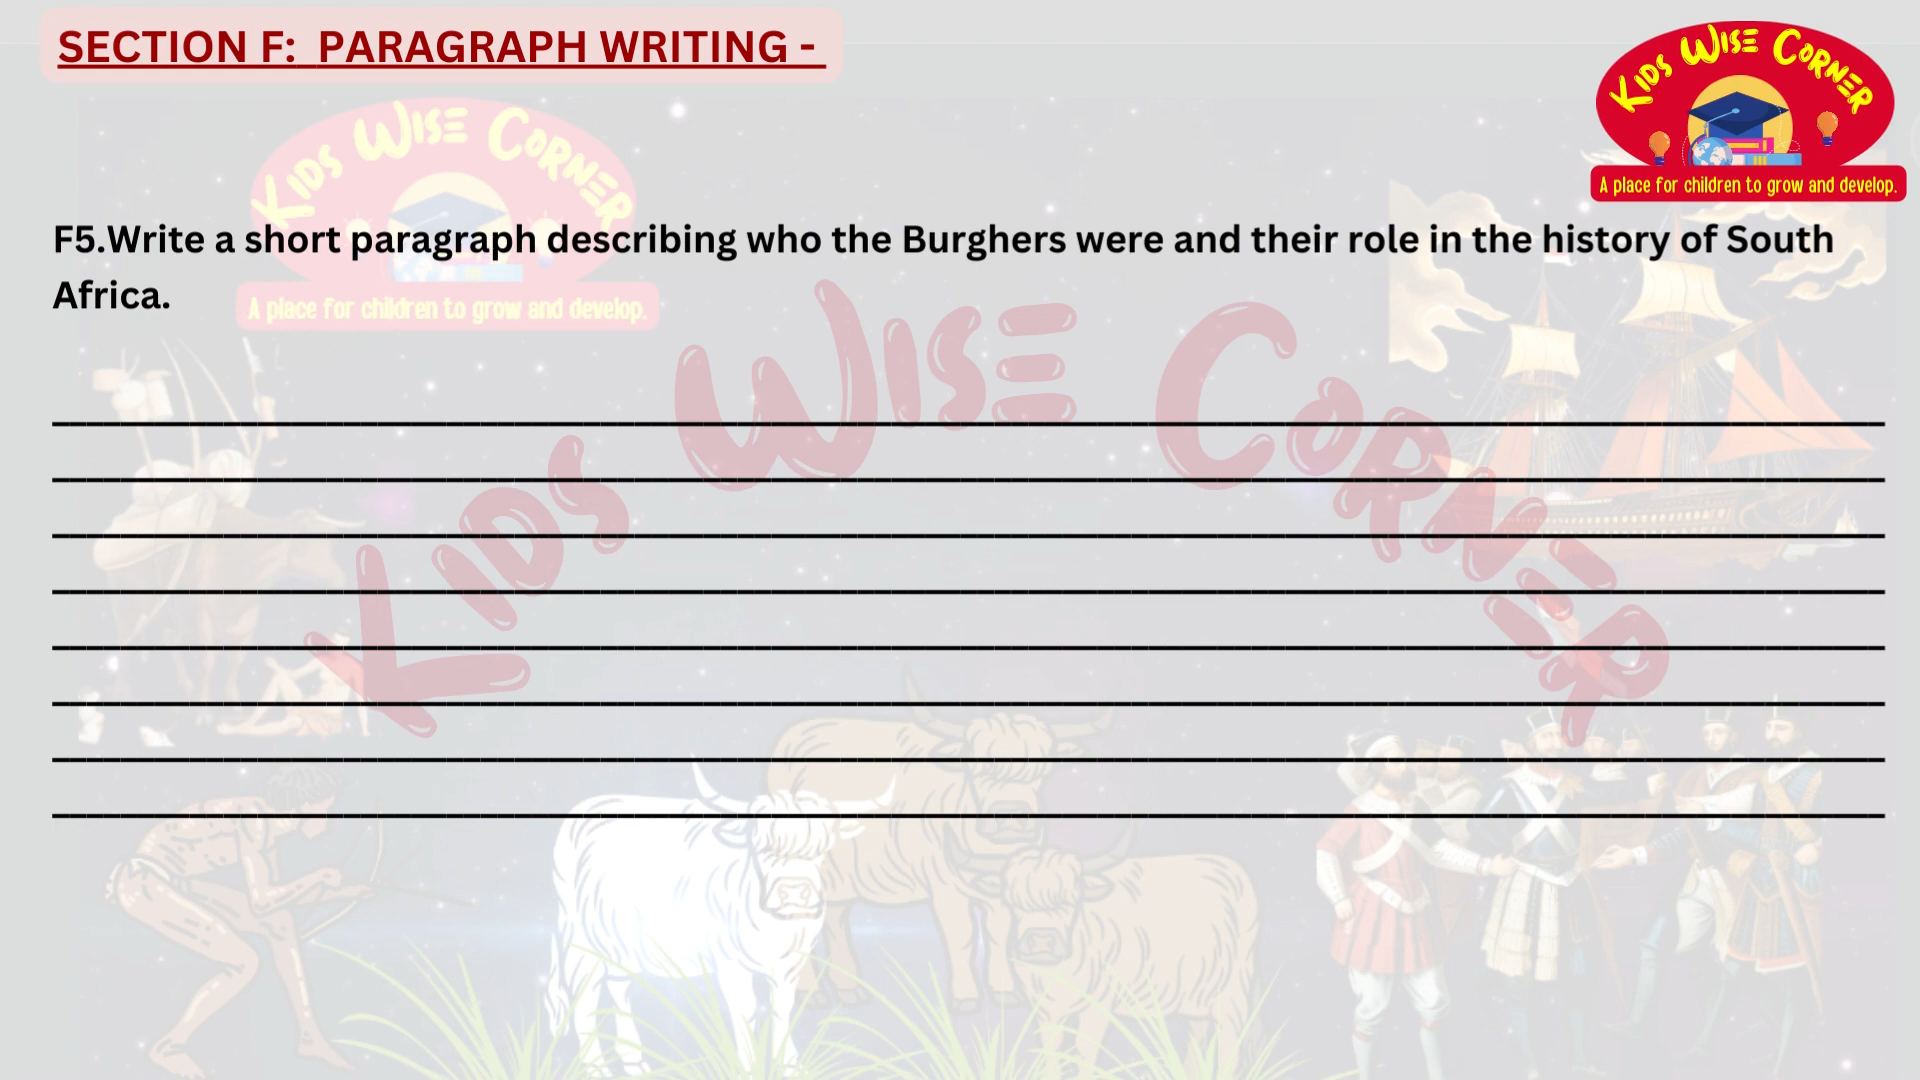 SECTION F: PARAGRAPH WRITING -
KIDS WISE CORNER
A place for children to grow and develop.
KIDS WISE CORNER
A place for children to grow and develop.
F5.Write a short paragraph describing who the Burghers were and their role in the history of South
Africa.
KIDS WISE CORNER